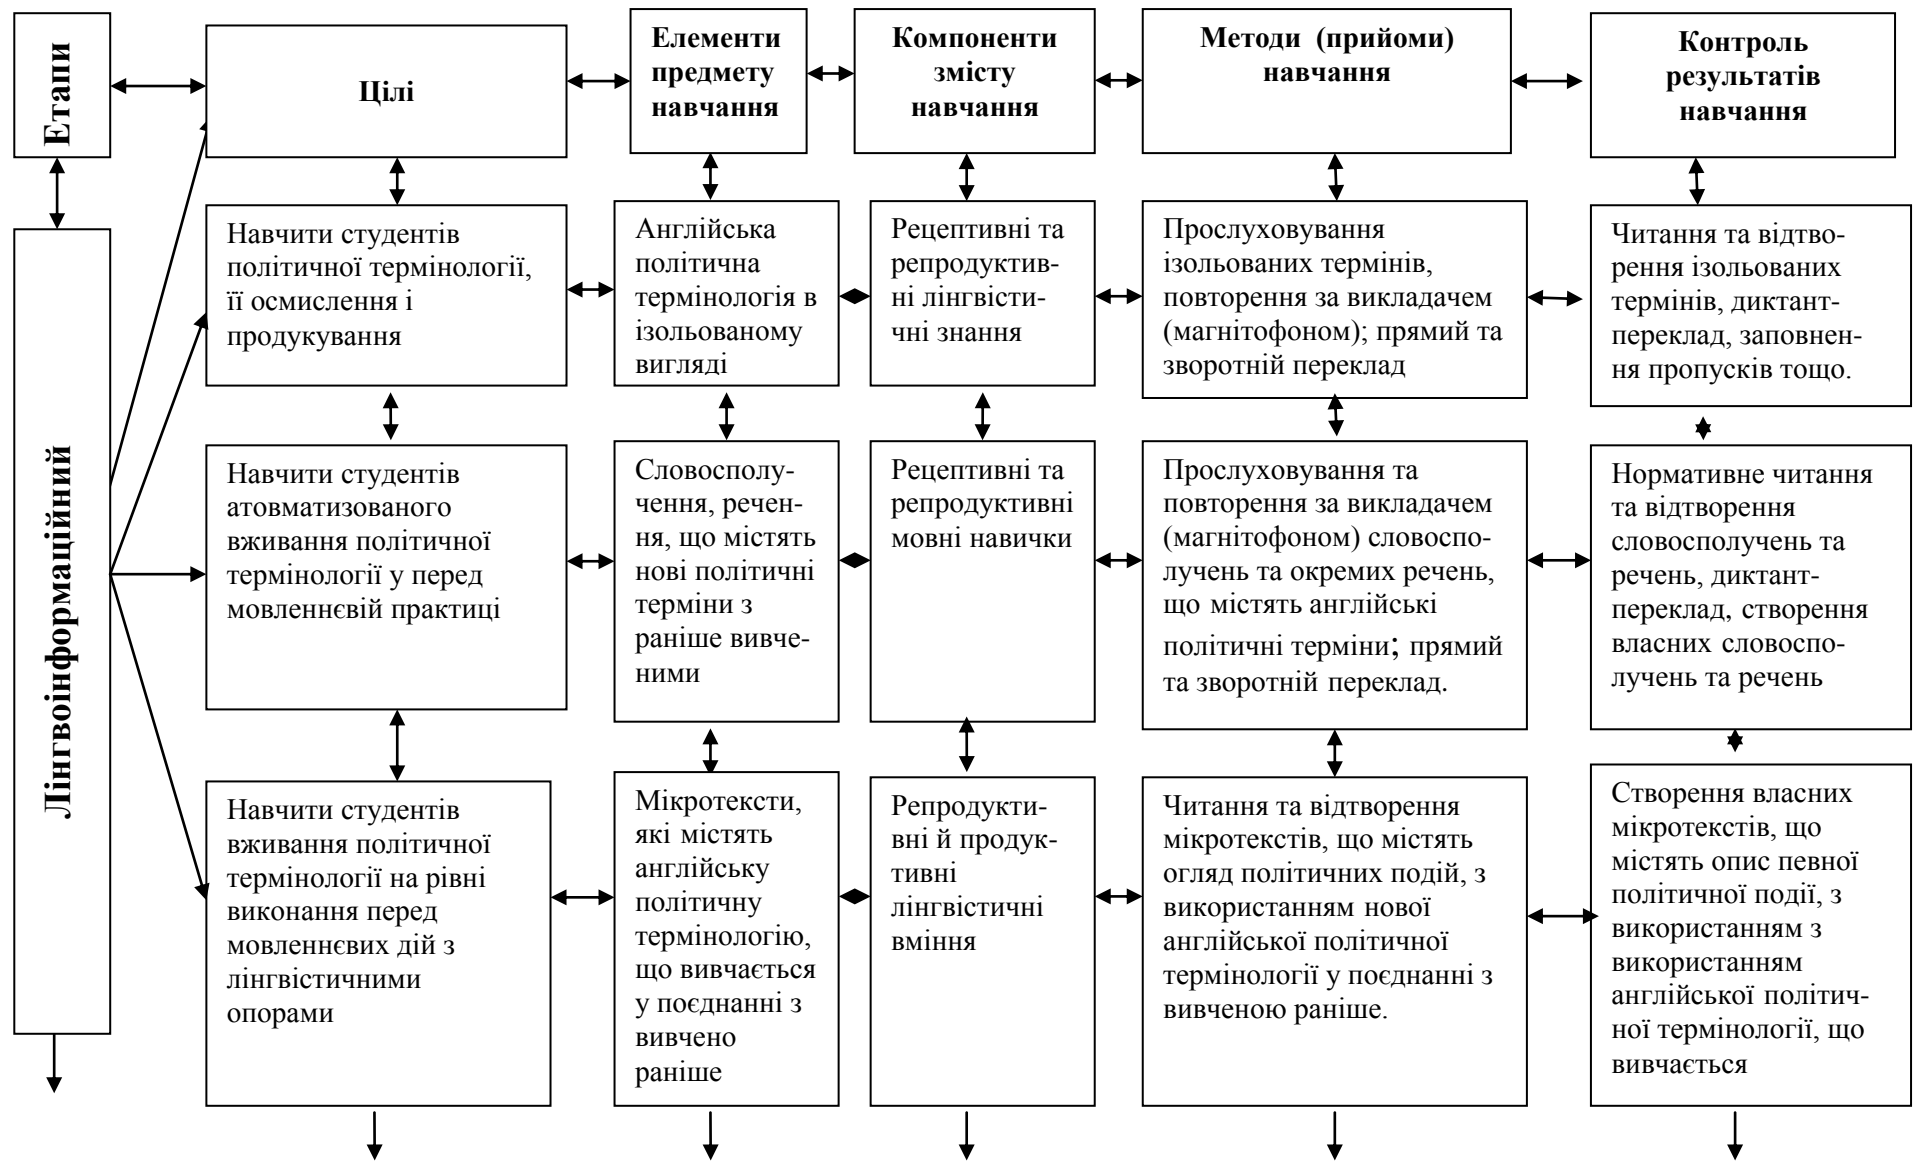 Етапи
Цілі
Елементи
предмету
навчання
Компоненти
змісту
навчання
Методи (прийоми)
навчання
Контроль
результатів
навчання
Лінгвоінформаційний
Навчити студентів
політичної термінології,
її осмислення і
продукування
Англійська
політична
термінологія в
ізольованому
вигляді
Рецептивні та
репродуктив-
ні лінгвісти-
чні знання
Прослуховування
ізольованих термінів,
повторення за викладачем
(магнітофоном); прямий та
зворотній переклад
Читання та відтво-
рення ізольованих
термінів, диктант-
переклад, заповнен-
ня пропусків тощо.
Навчити студентів
атовматизованого
вживання політичної
термінології у перед
мовленнєвій практиці
Словосполу-
чення, речен-
ня, що містять
нові політичні
терміни з
раніше вивче-
ними
Рецептивні та
репродуктивні
мовні навички
Прослуховування та
повторення за викладачем
(магнітофоном) словоспо-
лучень та окремих речень,
що містять англійські
політичні терміни; прямий
та зворотній переклад.
Нормативне читання
та відтворення
словосполучень та
речень, диктант-
переклад, створення
власних словоспо-
лучень та речень
Навчити студентів
вживання політичної
термінології на рівні
виконання перед
мовленнєвих дій з
лінгвістичними
опорами
Мікротексти,
які містять
англійську
політичну
термінологію,
що вивчається
у поєднанні з
вивчено
раніше
Репродукти-
вні й продук-
тивні
лінгвістичні
вміння
Читання та відтворення
мікротекстів, що містять
огляд політичних подій, з
використанням нової
англійської політичної
термінології у поєднанні з
вивченою раніше.
Створення власних
мікротекстів, що
містять опис певної
політичної події, з
використанням з
використанням
англійської політич-
ної термінології, що
вивчається